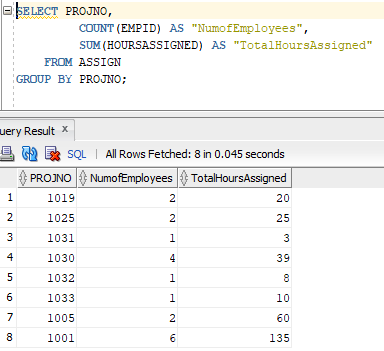 SELECT PROJNO,
COUNT(EMPID) AS "NumofEmployees",
SUM(HOURSASSIGNED) AS "TotalHoursAssigned"
FROM ASSIGN
GROUP BY PROJNO;
uery Result x
SQL | All Rows Fetched: 8 in 0.045 seconds
PROJNO NumofEmployees TotalHoursAssigned
1 1019 2 20
2 1025 2 25
3 1031 1 3
4 1030 4 39
5 1032 1 8
6 1033 1 10
7 1005 2 60
8 1001 6 135